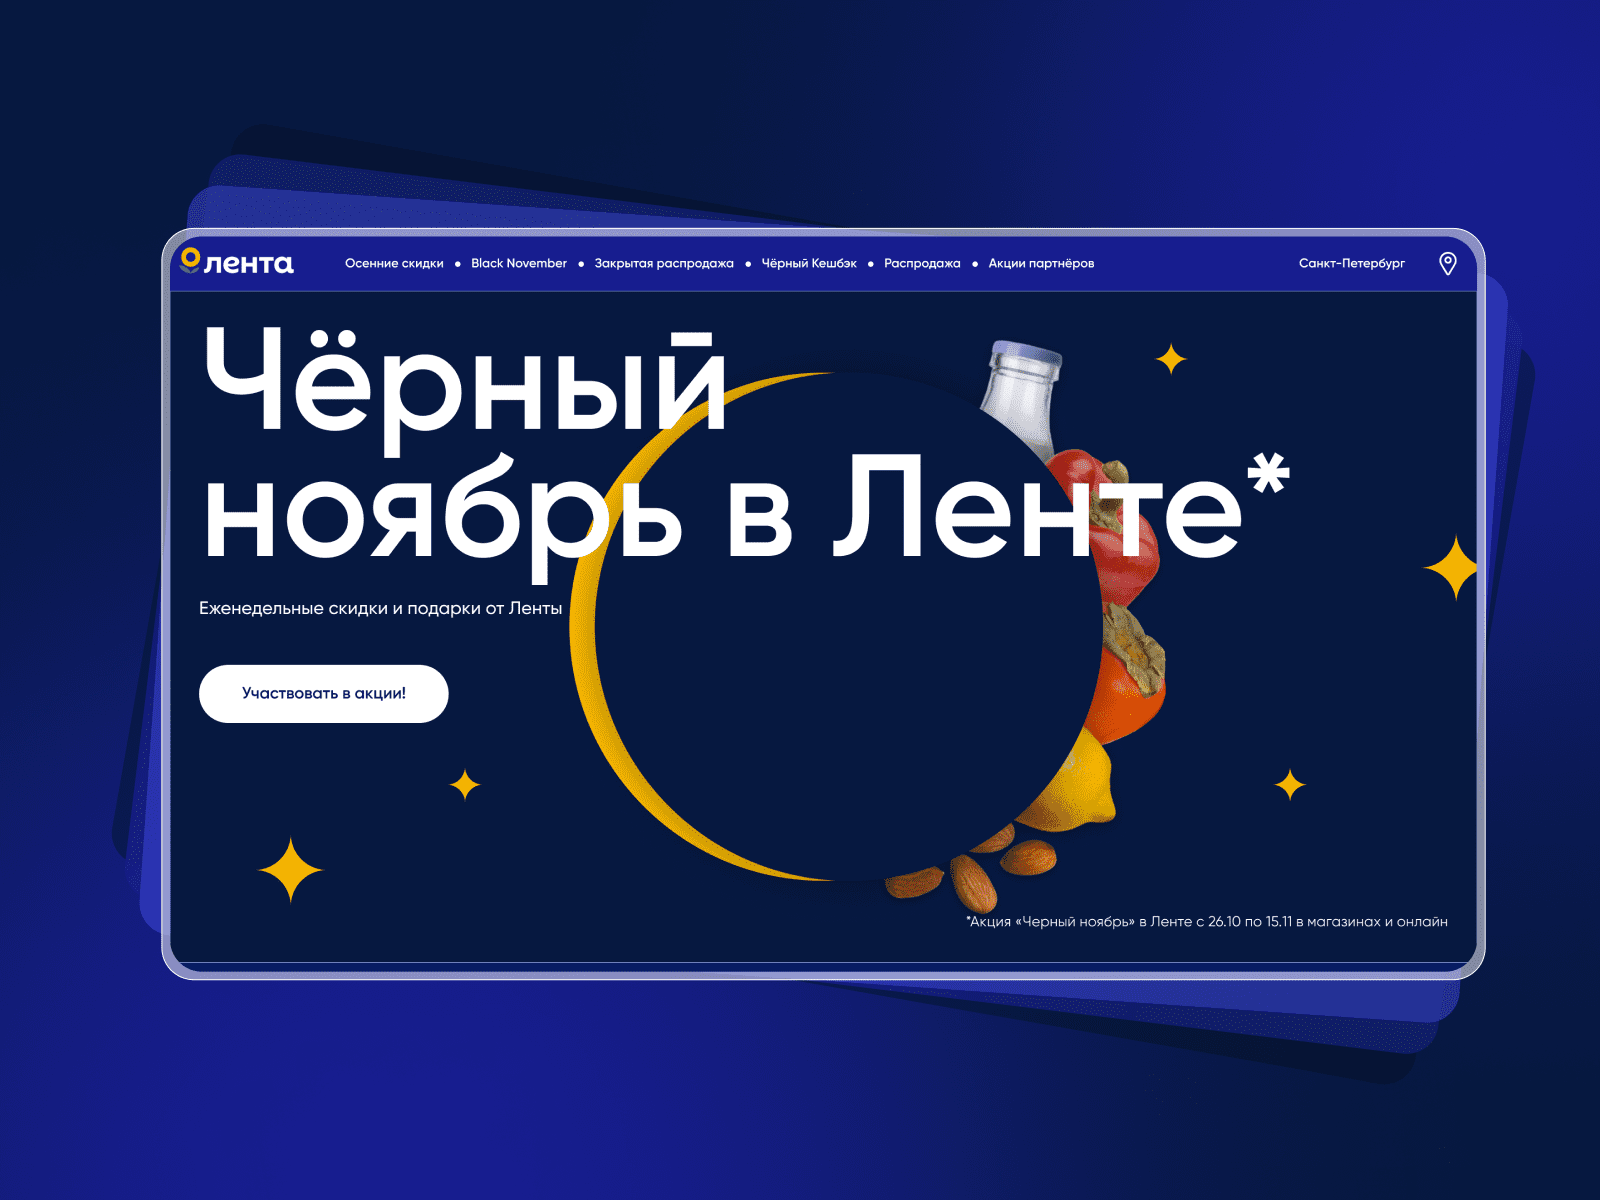 лента
Осенние скидки • Black November • Закрытая распродажа • Чёрный Кешбэк • Распродажа • Акции партнёров
Санкт-Петербург
Чёрный
ноябрь в Ленте*
Еженедельные скидки и подарки от Ленты
Участвовать в акции!
*Акция «Черный ноябрь» в Ленте с 26.10 по 15.11 в магазинах и онлайн